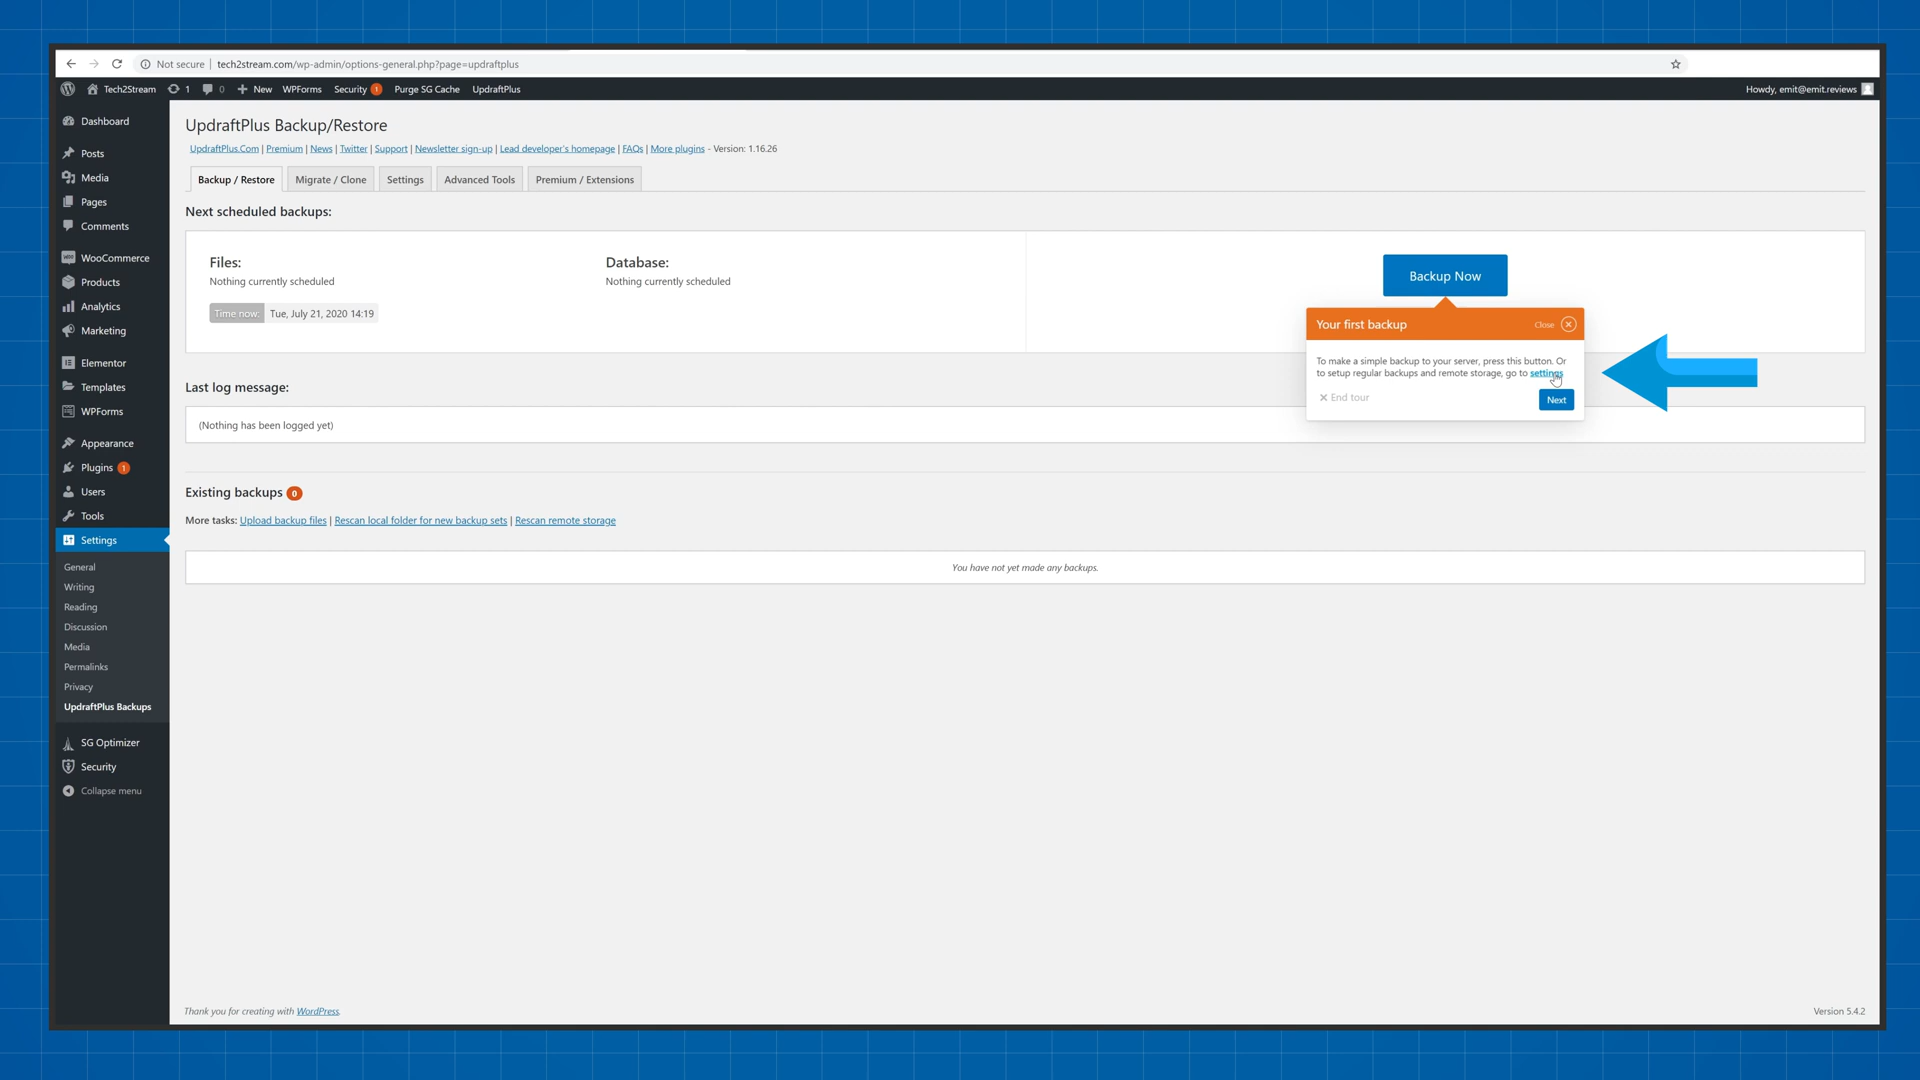 Not secure | tech2stream.com/wp-admin/options-general.php?page=updraftplus
Tech2Stream 1 0 New WPForms Security 1 Purge SG Cache UpdraftPlus Howdy, emit@emit.reviews
Dashboard
Posts
Media
Pages
Comments
WooCommerce
Products
Analytics
Marketing
Elementor
Templates
WPForms
Appearance
Plugins 1
Users
Tools
Settings
General
Writing
Reading
Discussion
Media
Permalinks
Privacy
UpdraftPlus Backups
SG Optimizer
Security
Collapse menu
UpdraftPlus Backup/Restore
UpdraftPlus.Com | Premium | News | Twitter | Support | Newsletter sign-up | Lead developer's homepage | FAQs | More plugins - Version: 1.16.26
Backup / Restore Migrate / Clone Settings Advanced Tools Premium / Extensions
Next scheduled backups:
Files:
Nothing currently scheduled
Time now: Tue, July 21, 2020 14:19
Database:
Nothing currently scheduled
Backup Now
Your first backup Close
To make a simple backup to your server, press this button. Or
to setup regular backups and remote storage, go to settings
End tour Next
Last log message:
(Nothing has been logged yet)
Existing backups 0
More tasks: Upload backup files | Rescan local folder for new backup sets | Rescan remote storage
You have not yet made any backups.
Thank you for creating with WordPress.
Version 5.4.2